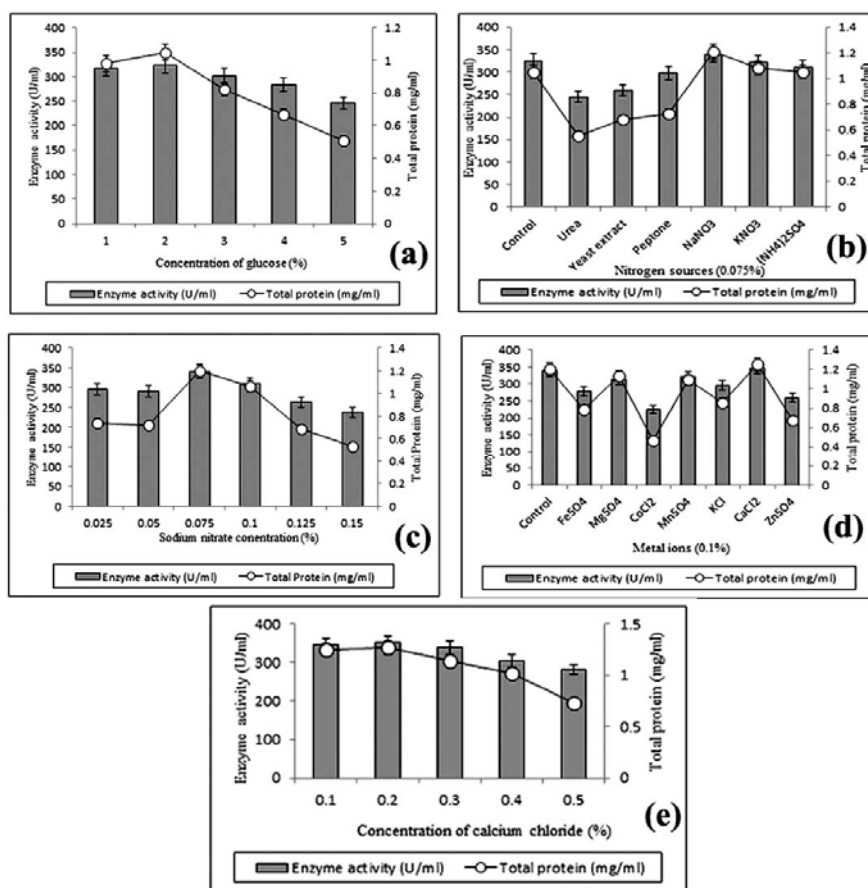 400
350
300
250
200
150
100
50
0
Enzyme activity (U/ml)
1.2
1
0.8
0.6
0.4
0.2
0
Total protein (mg/ml)
1 2 3 4 5
(a)
Concentration of glucose (%)
Enzyme activity (U/ml) Total protein (mg/ml)
400
350
300
250
200
150
100
50
0
Enzyme activity (U/ml)
1.4
1.2
1
0.8
0.6
0.4
0.2
0
Total protein (mg/ml)
Control Urea Yeast extract Peptone NaNO3 KNO3 [NH4]2SO4
(b)
Nitrogen sources (0.075%)
Enzyme activity (U/ml) Total protein (mg/ml)
400
350
300
250
200
150
100
50
0
Enzyme activity (U/ml)
1.4
1.2
1
0.8
0.6
0.4
0.2
0
Total Protein (mg/ml)
0.025 0.05 0.075 0.1 0.125 0.15
(c)
Sodium nitrate conentration (%)
Enzyme activity (U/ml) Total Protein (mg/ml)
400
350
300
250
200
150
100
50
0
Enzyme activity (U/ml)
1.4
1.2
1
0.8
0.6
0.4
0.2
0
Total protein (mg/ml)
Control FeSO4 MgSO4 CoCl2 MnSO4 KCl CaCl2 ZnSO4
(d)
Metal ions (0.1%)
Enzyme activity (U/ml) Total protein (mg/ml)
400
300
200
100
0
Enzyme activity (U/ml)
1.5
1
0.5
0
Total protein (mg/ml)
0.1 0.2 0.3 0.4 0.5
(e)
Concentration of calcium chloride (%)
Enzyme activity (U/ml) Total protein (mg/ml)